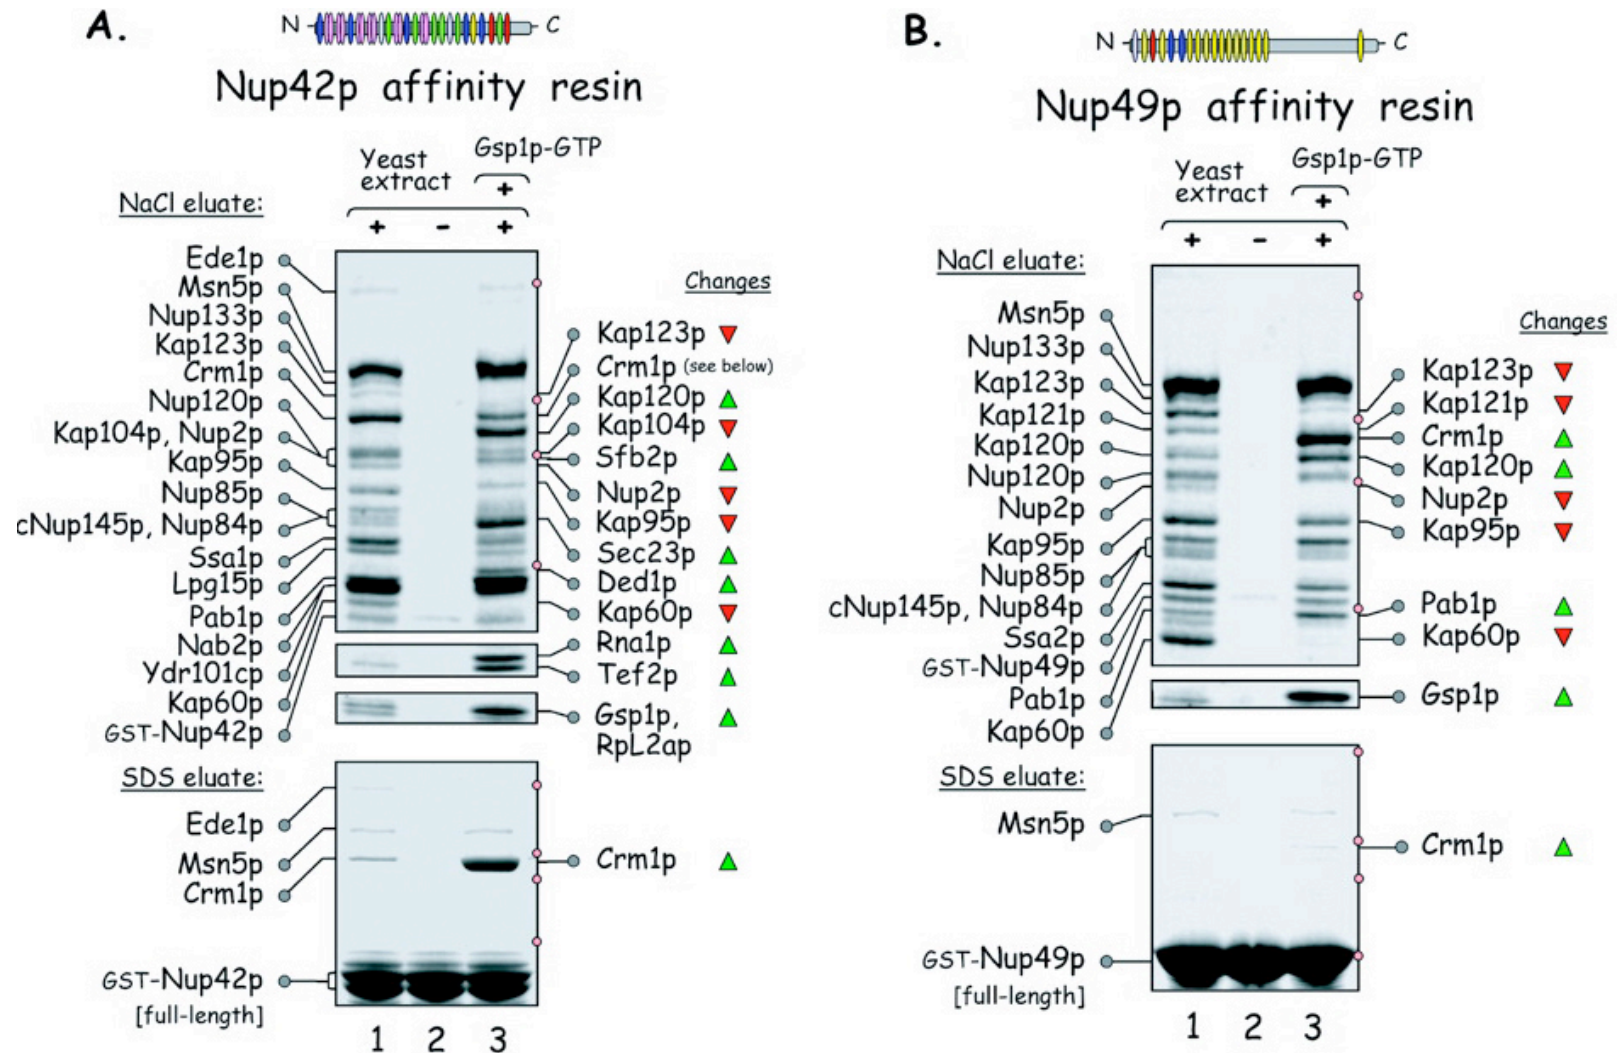 A.
N C
Nup42p affinity resin
Gsp1p-GTP
Yeast
extract
+
NaCl eluate:
+ - +
Ede1p
Msn5p
Nup133p
Kap123p
Crm1p
Nup120p
Kap104p, Nup2p
Kap95p
Nup85p
cNup145p, Nup84p
Ssa1p
Lpg15p
Pab1p
Nab2p
Ydr101cp
Kap60p
GST-Nup42p
Changes
Kap123p
Crm1p (see below)
Kap120p
Kap104p
Sfb2p
Nup2p
Kap95p
Sec23p
Ded1p
Kap60p
Rna1p
Tef2p
Gsp1p,
RpL2ap
SDS eluate:
Ede1p
Msn5p
Crm1p
Crm1p
GST-Nup42p
[full-length]
1 2 3
B.
N C
Nup49p affinity resin
Gsp1p-GTP
Yeast
extract
+
+ - +
NaCl eluate:
Msn5p
Nup133p
Kap123p
Kap121p
Kap120p
Nup120p
Nup2p
Kap95p
Nup85p
cNup145p, Nup84p
Ssa2p
GST-Nup49p
Pab1p
Kap60p
Changes
Kap123p
Kap121p
Crm1p
Kap120p
Nup2p
Kap95p
Pab1p
Kap60p
Gsp1p
SDS eluate:
Msn5p
Crm1p
GST-Nup49p
[full-length]
1 2 3